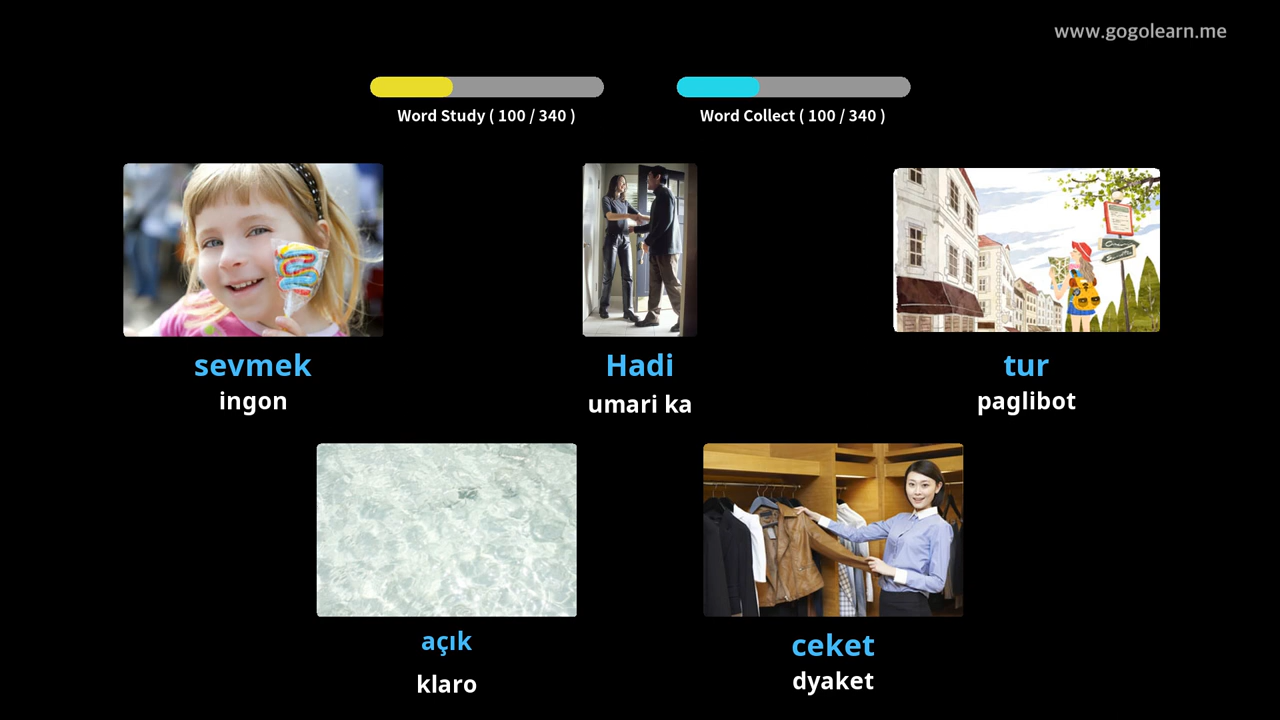 www.gogolearn.me
Word Study ( 100 / 340 )
Word Collect ( 100 / 340 )
sevmek
ingon
Hadi
umari ka
tur
paglibot
açık
klaro
ceket
dyaket